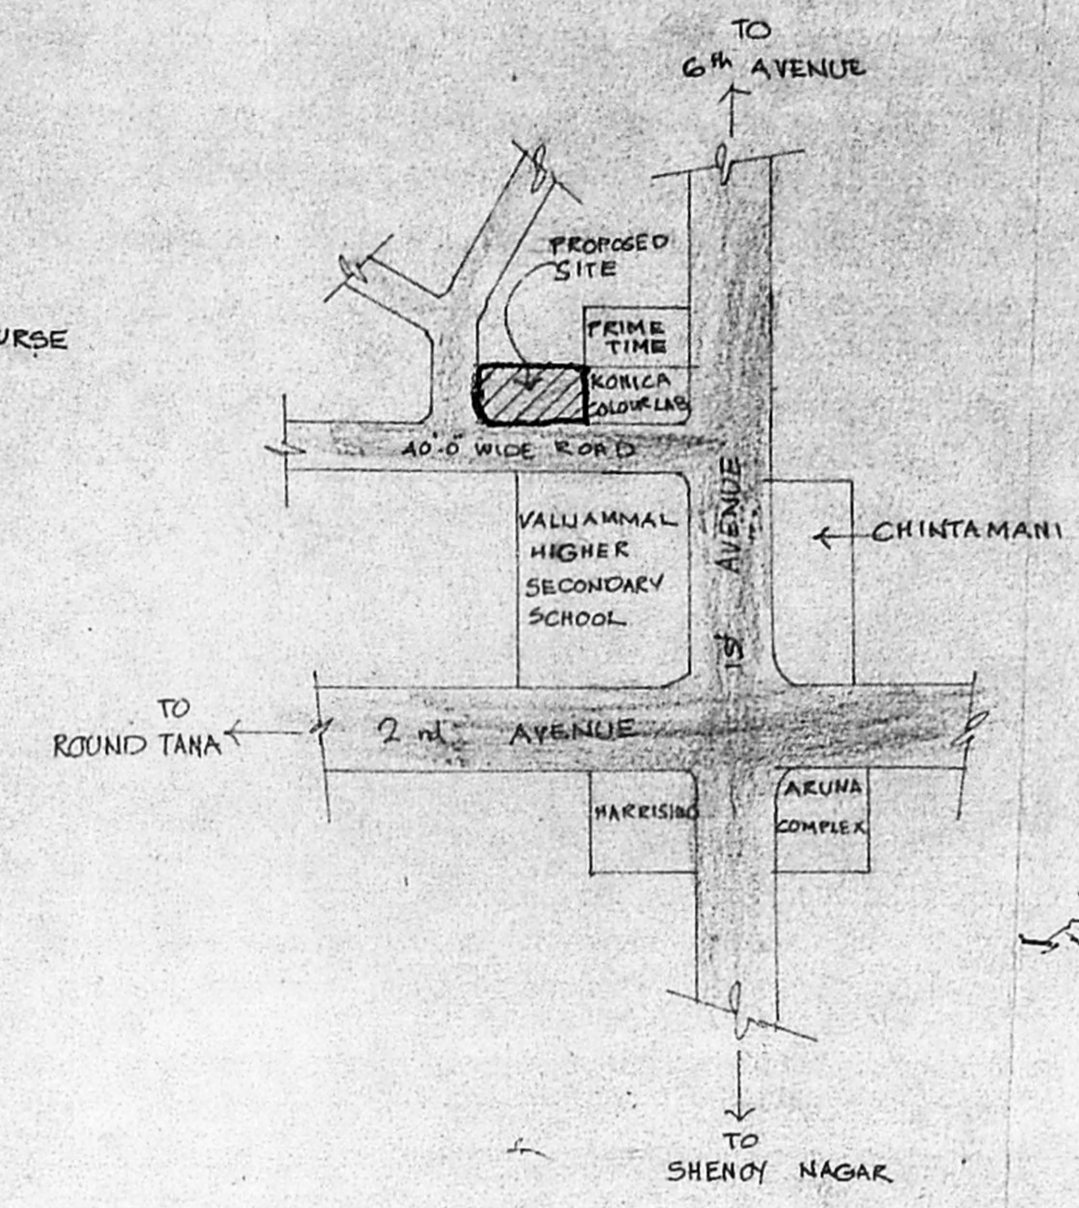 TO
6th AVENUE
PROPOSED
SITE
URSE
PRIME
TIME
KONICA
COLOUR LAB
40'-0" WIDE ROAD
1st AVENUE
VALLIAMMAL
HIGHER
SECONDARY
SCHOOL
CHINTAMANI
TO
ROUND TANA
2nd AVENUE
HARRISINO
ARUNA
COMPLEX
TO
SHENOY NAGAR